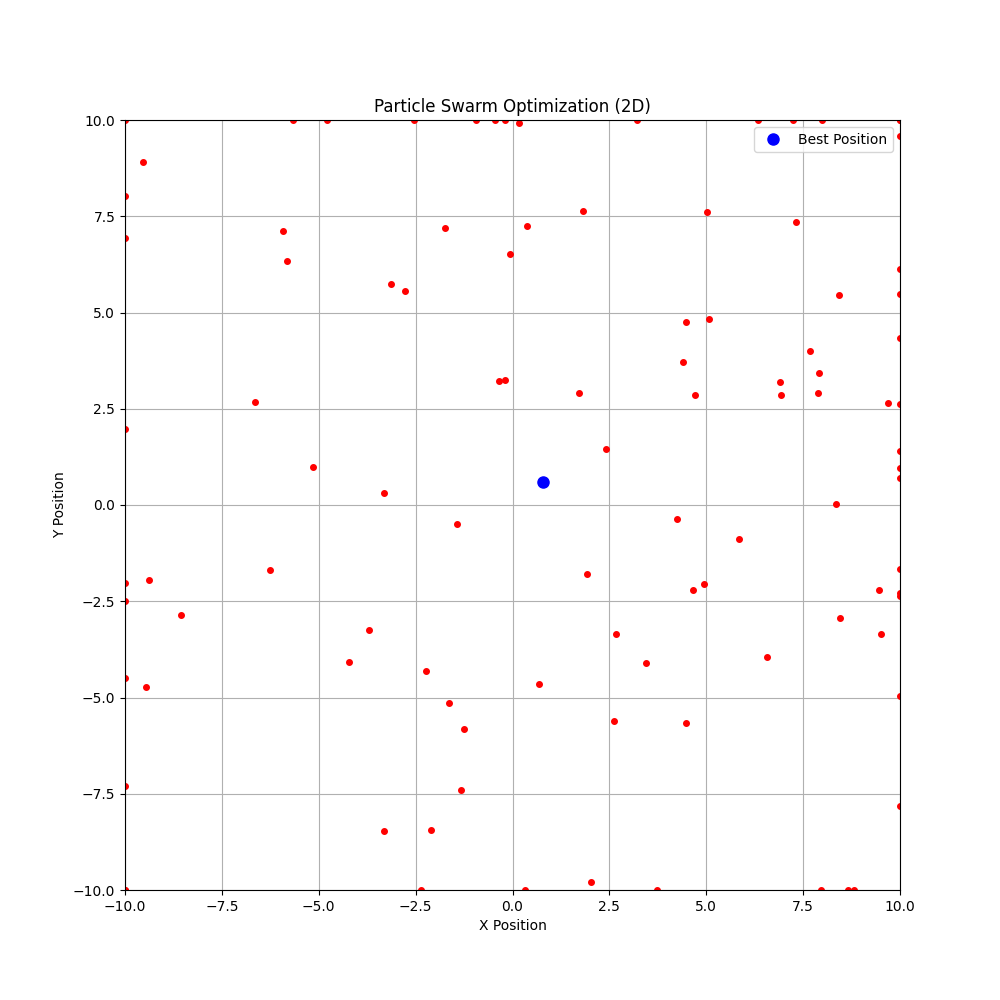 Particle Swarm Optimization (2D)
Best Position
Y Position
10.0
7.5
5.0
2.5
0.0
−2.5
−5.0
−7.5
−10.0
−10.0 −7.5 −5.0 −2.5 0.0 2.5 5.0 7.5 10.0
X Position